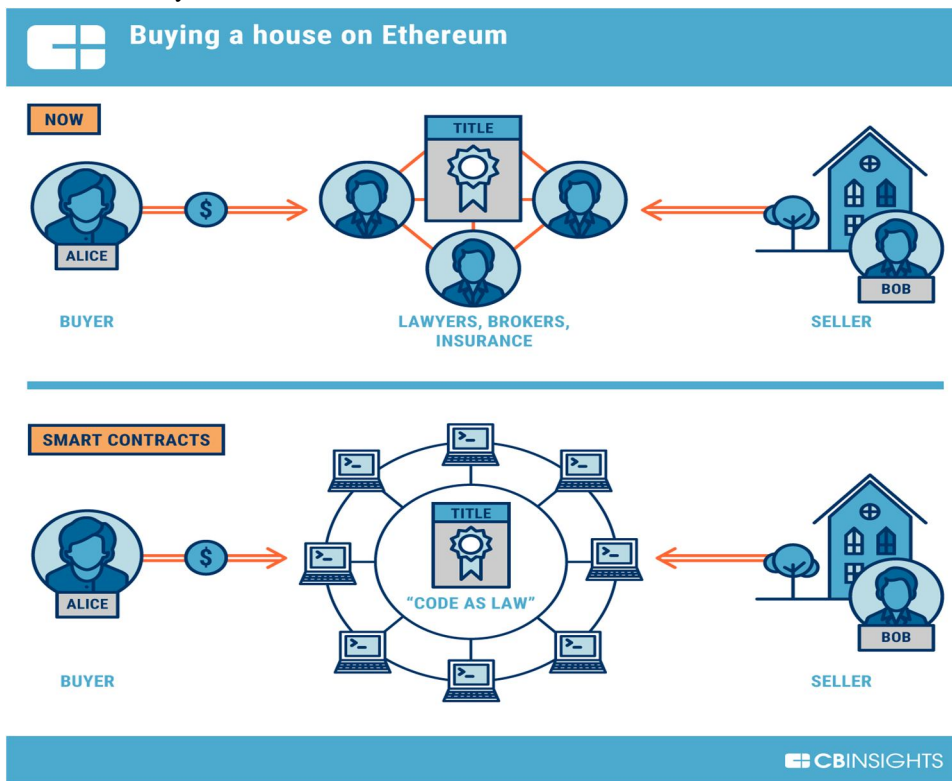 Buying a house on Ethereum
NOW
TITLE
$
ALICE
BOB
BUYER
LAWYERS, BROKERS,
INSURANCE
SELLER
SMART CONTRACTS
>_
>_
>_
TITLE
$
>_
>_
"CODE AS LAW"
ALICE
BOB
>_
>_
>_
BUYER
SELLER
CBINSIGHTS